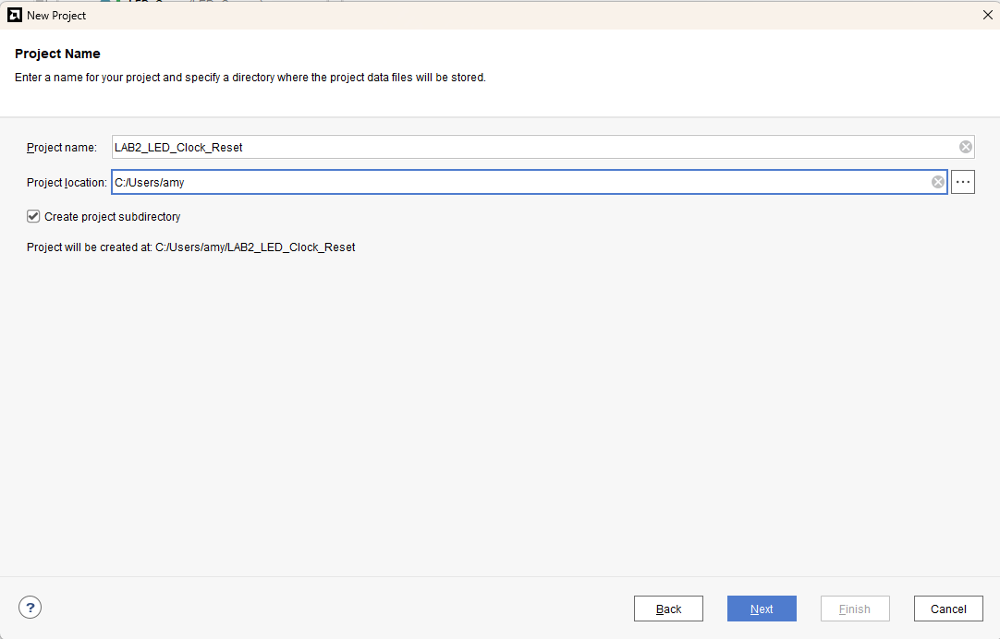 New Project
Project Name
Enter a name for your project and specify a directory where the project data files will be stored.
Project name: LAB2_LED_Clock_Reset
Project location: C:/Users/amy ...
Create project subdirectory
Project will be created at: C:/Users/amy/LAB2_LED_Clock_Reset
? Back Next Finish Cancel